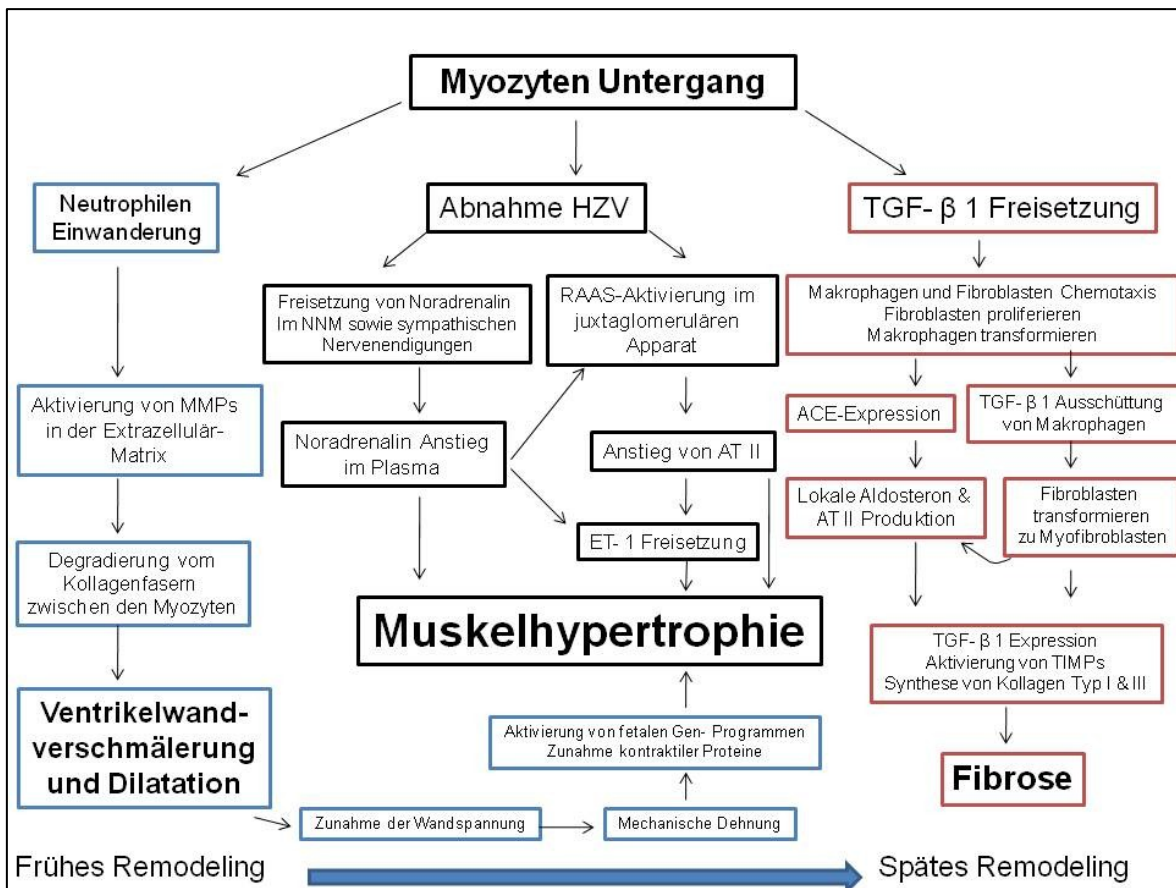 Myozyten Untergang
Neutrophilen
Einwanderung
Abnahme HZV
TGF- β 1 Freisetzung
Freisetzung von Noradrenalin
Im NNM sowie sympathischen
Nervenendigungen
RAAS-Aktivierung im
juxtaglomerulären
Apparat
Makrophagen und Fibroblasten Chemotaxis
Fibroblasten proliferieren
Makrophagen transformieren
Aktivierung von MMPs
in der Extrazellulär-
Matrix
Noradrenalin Anstieg
im Plasma
Anstieg von AT II
ACE-Expression
TGF- β 1 Ausschüttung
von Makrophagen
Lokale Aldosteron &
AT II Produktion
Fibroblasten
transformieren
zu Myofibroblasten
ET- 1 Freisetzung
Degradierung vom
Kollagenfasern
zwischen den Myozyten
Muskelhypertrophie
TGF- β 1 Expression
Aktivierung von TIMPs
Synthese von Kollagen Typ I & III
Ventrikelwand-
verschmälerung
und Dilatation
Aktivierung von fetalen Gen- Programmen
Zunahme kontraktiler Proteine
Fibrose
Zunahme der Wandspannung
Mechanische Dehnung
Frühes Remodeling
Spätes Remodeling